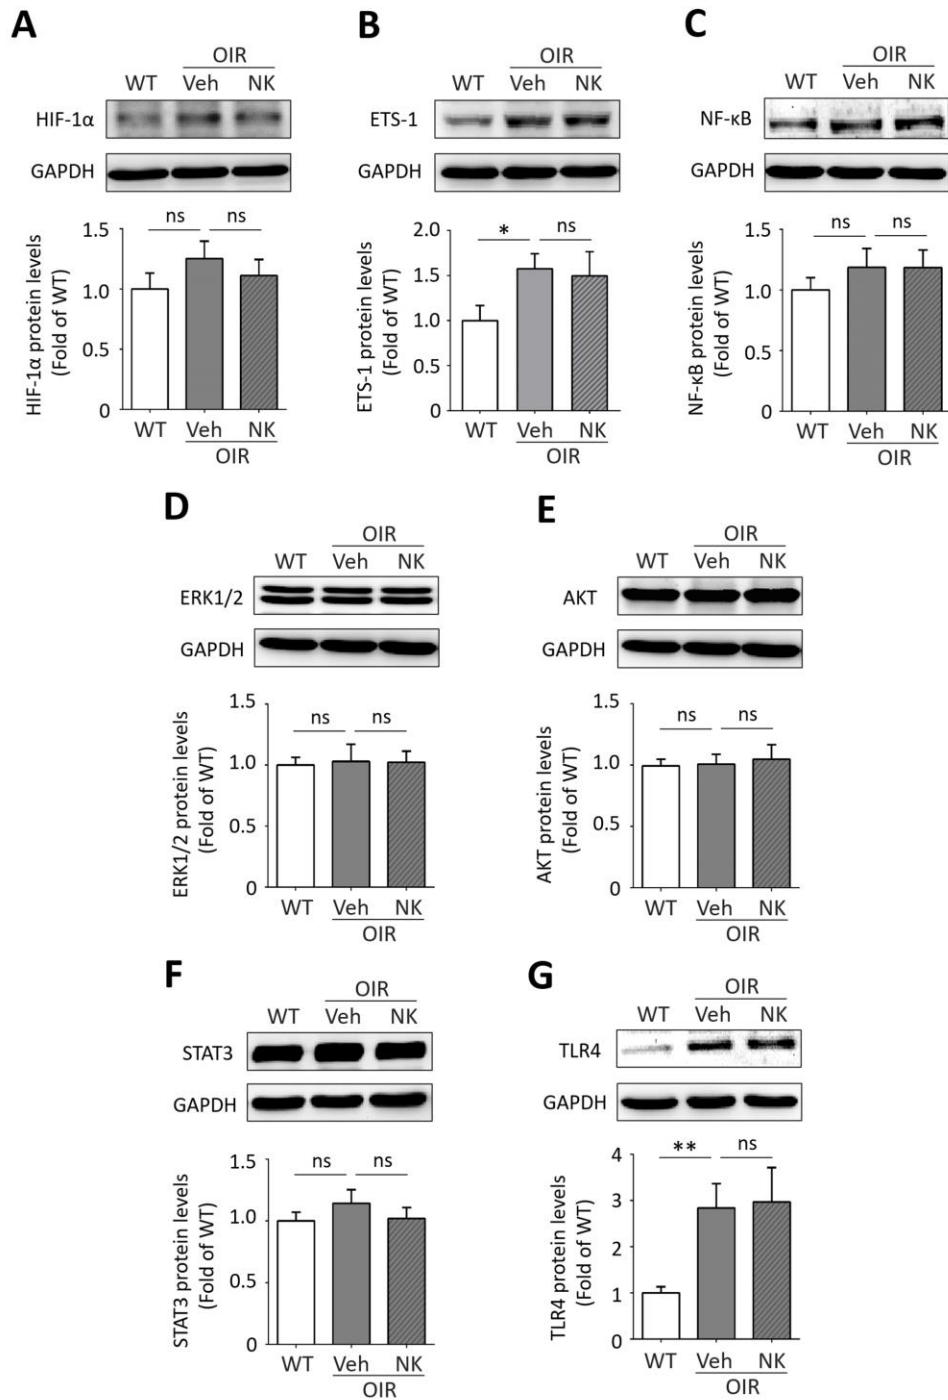 A
OIR
WT Veh NK
HIF-1α
GAPDH
HIF-1α protein levels
(Fold of WT)
1.5
1.0
0.5
0
ns ns
WT Veh NK
OIR
B
OIR
WT Veh NK
ETS-1
GAPDH
ETS-1 protein levels
(Fold of WT)
2.0
1.5
1.0
0.5
0
* ns
WT Veh NK
OIR
C
OIR
WT Veh NK
NF-κB
GAPDH
NF-κB protein levels
(Fold of WT)
1.5
1.0
0.5
0
ns ns
WT Veh NK
OIR
D
OIR
WT Veh NK
ERK1/2
GAPDH
ERK1/2 protein levels
(Fold of WT)
1.5
1.0
0.5
0
ns ns
WT Veh NK
OIR
E
OIR
WT Veh NK
AKT
GAPDH
AKT protein levels
(Fold of WT)
1.5
1.0
0.5
0
ns ns
WT Veh NK
OIR
F
OIR
WT Veh NK
STAT3
GAPDH
STAT3 protein levels
(Fold of WT)
1.5
1.0
0.5
0
ns ns
WT Veh NK
OIR
G
OIR
WT Veh NK
TLR4
GAPDH
TLR4 protein levels
(Fold of WT)
4
3
2
1
0
** ns
WT Veh NK
OIR